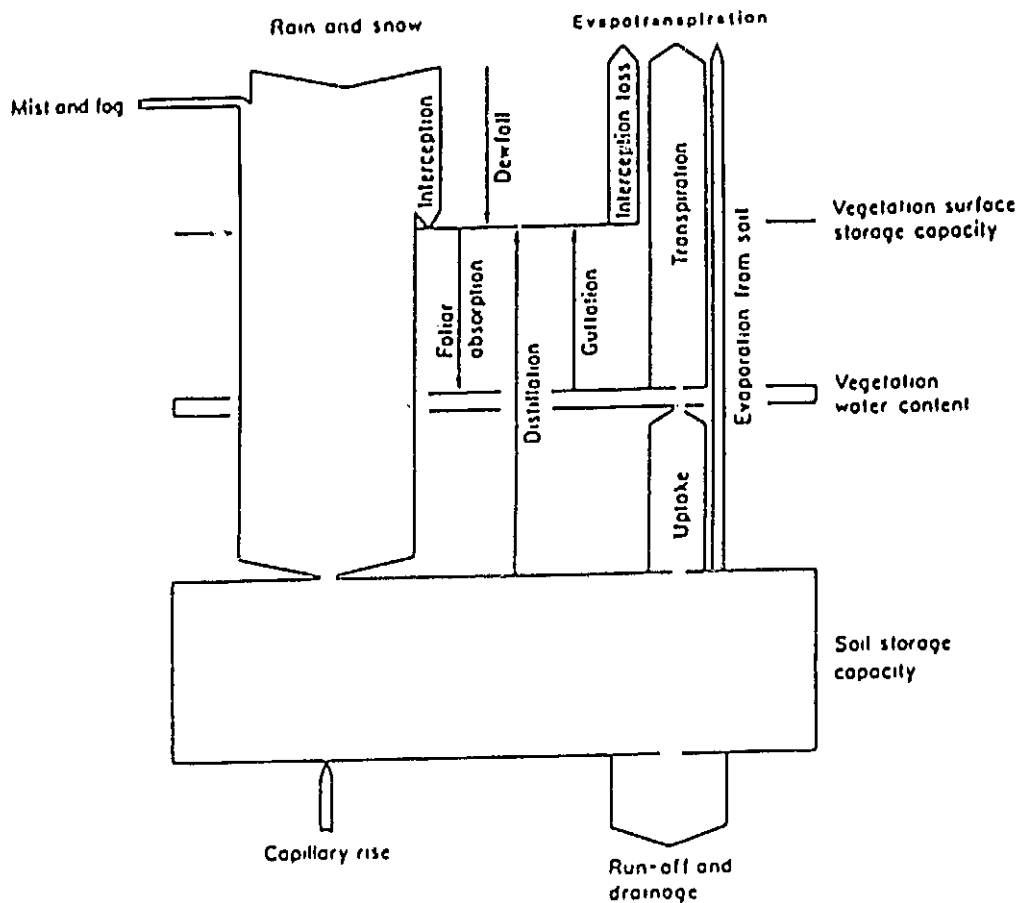 Rain and snow
Evapotranspiration
Mist and fog
Interception
Dewfall
Interception loss
Transpiration
Evaporation from soil
Vegetation surface
storage capacity
Foliar
absorption
Distillation
Guttation
Vegetation
water content
Uptake
Soil storage
capacity
Capillary rise
Run-off and
drainage